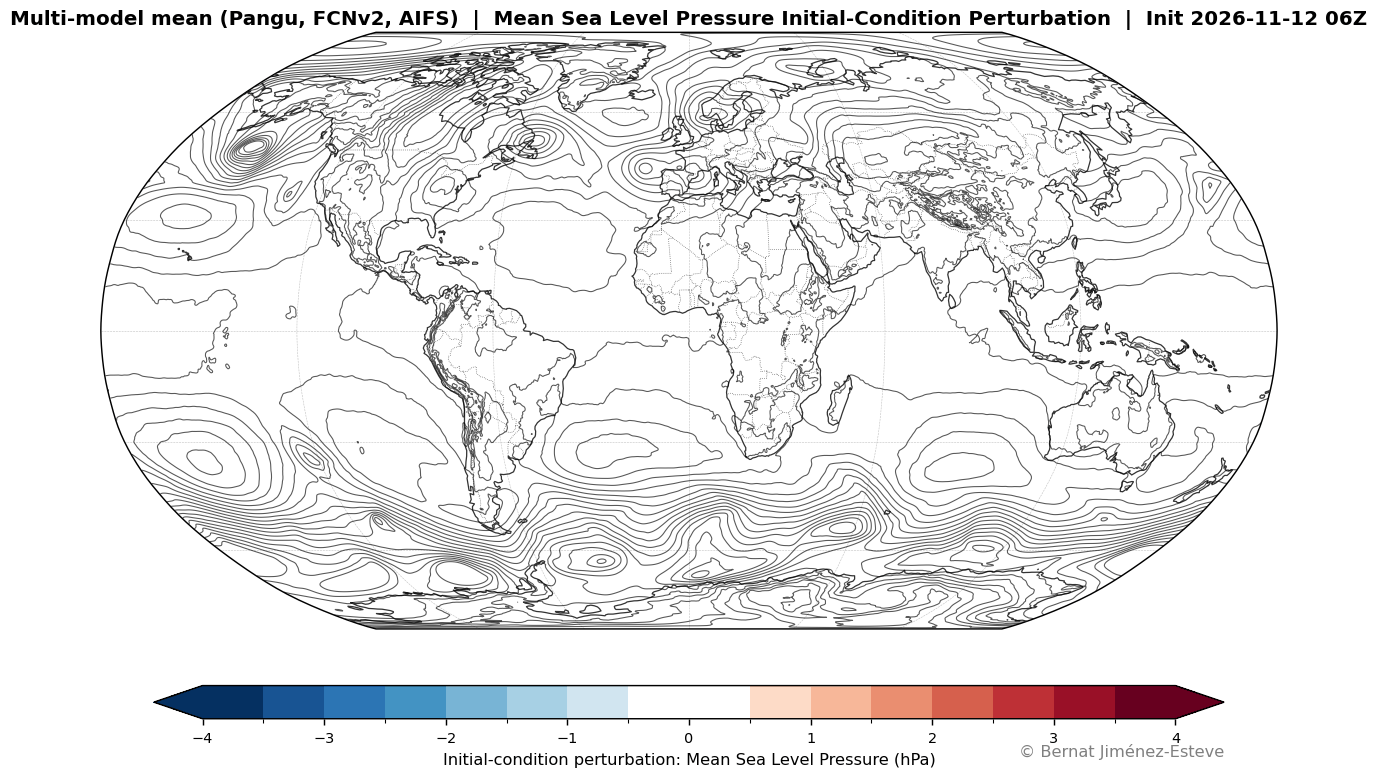 Multi-model mean (Pangu, FCNv2, AIFS) | Mean Sea Level Pressure Initial-Condition Perturbation | Init 2026-11-12 06Z
−4 −3 −2 −1 0 1 2 3 4
Initial-condition perturbation: Mean Sea Level Pressure (hPa)
© Bernat Jiménez-Esteve